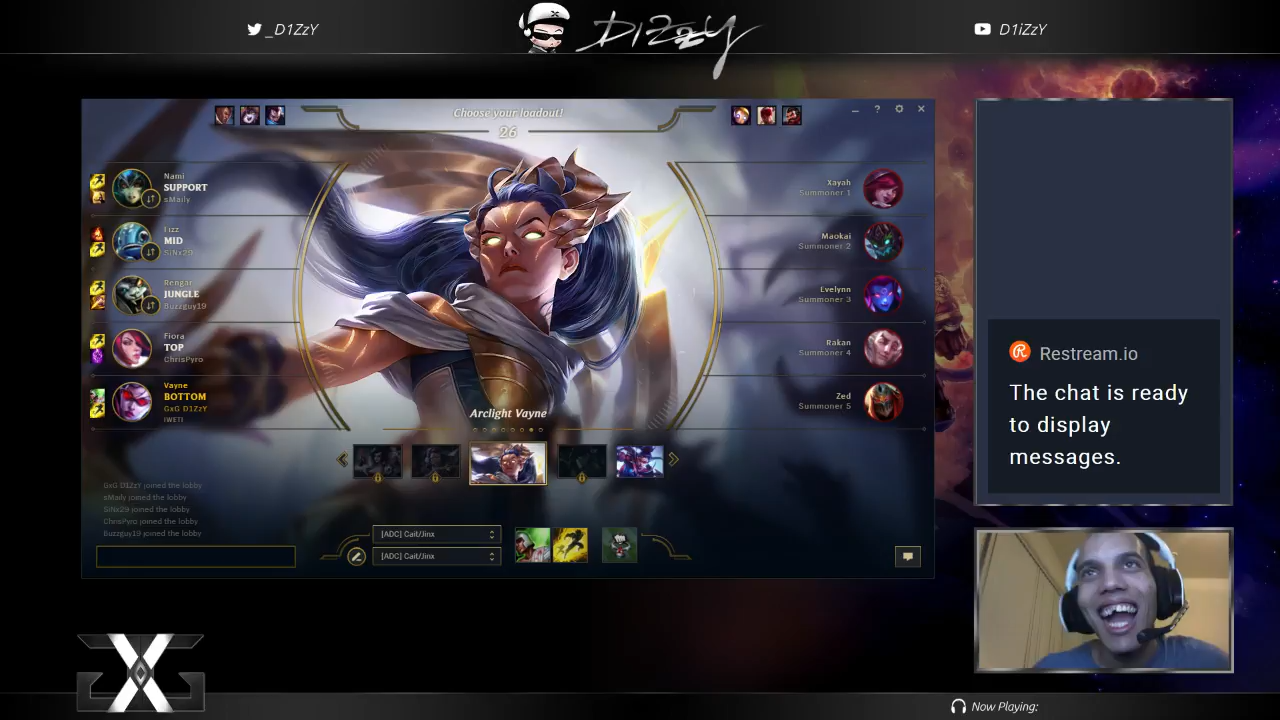 _D1ZzY
D1ZzY
D1iZzY
Choose your loadout!
26
Nami
SUPPORT
sMaily
Fizz
MID
SiNx29
Rengar
JUNGLE
Buzzguy19
Fiora
TOP
ChrisPyro
Vayne
BOTTOM
GxG D1ZzY
IWETI
Xayah
Summoner 1
Maokai
Summoner 2
Evelynn
Summoner 3
Rakan
Summoner 4
Zed
Summoner 5
Arclight Vayne
GxG D1ZzY joined the lobby
sMaily joined the lobby
SiNx29 joined the lobby
ChrisPyro joined the lobby
Buzzguy19 joined the lobby
[ADC] Cait/Jinx
[ADC] Cait/Jinx
Restream.io
The chat is ready
to display
messages.
X
Now Playing: